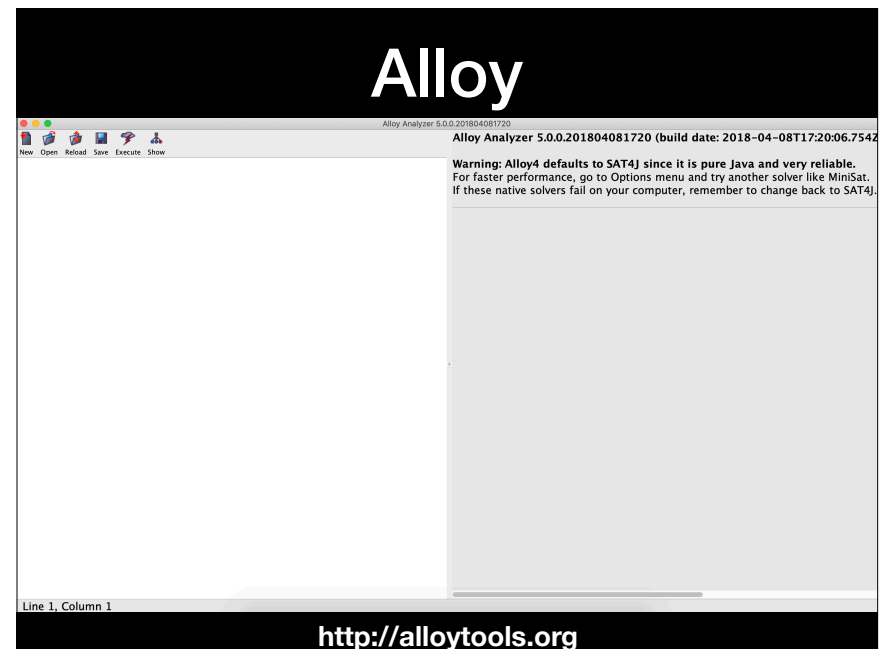 Alloy
Alloy Analyzer 5.0.0.201804081720
New Open Reload Save Execute Show
Alloy Analyzer 5.0.0.201804081720 (build date: 2018-04-08T17:20:06.754Z
Warning: Alloy4 defaults to SAT4J since it is pure Java and very reliable.
For faster performance, go to Options menu and try another solver like MiniSat.
If these native solvers fail on your computer, remember to change back to SAT4J.
Line 1, Column 1
http://alloytools.org